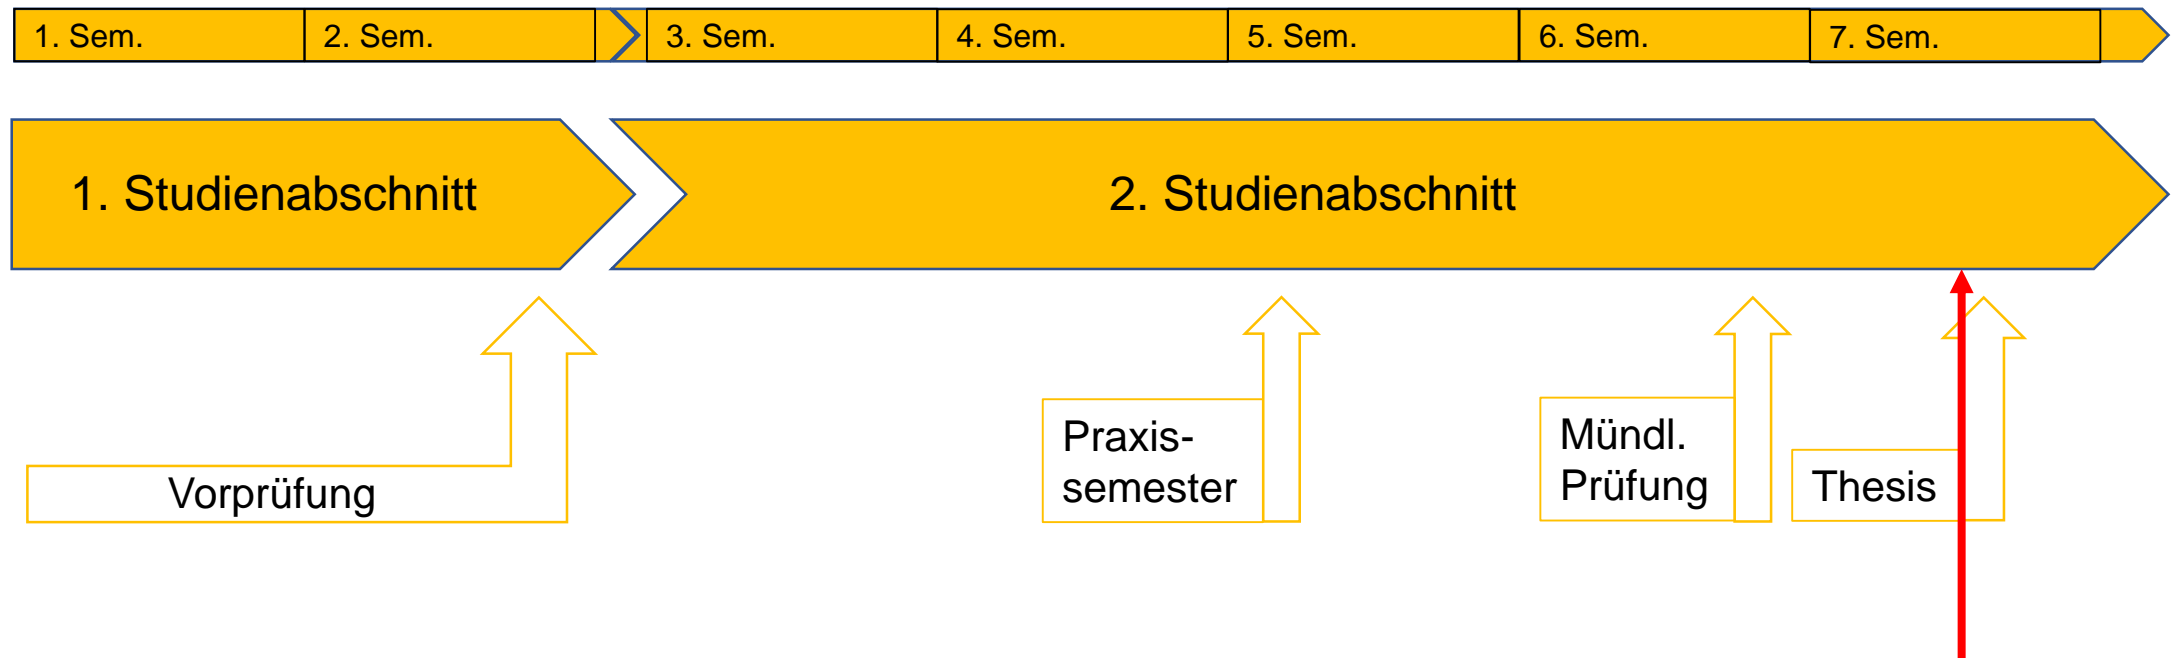 1. Sem. 2. Sem. 3. Sem. 4. Sem. 5. Sem. 6. Sem. 7. Sem.
1. Studienabschnitt 2. Studienabschnitt
Vorprüfung
Praxis-
semester
Mündl.
Prüfung
Thesis